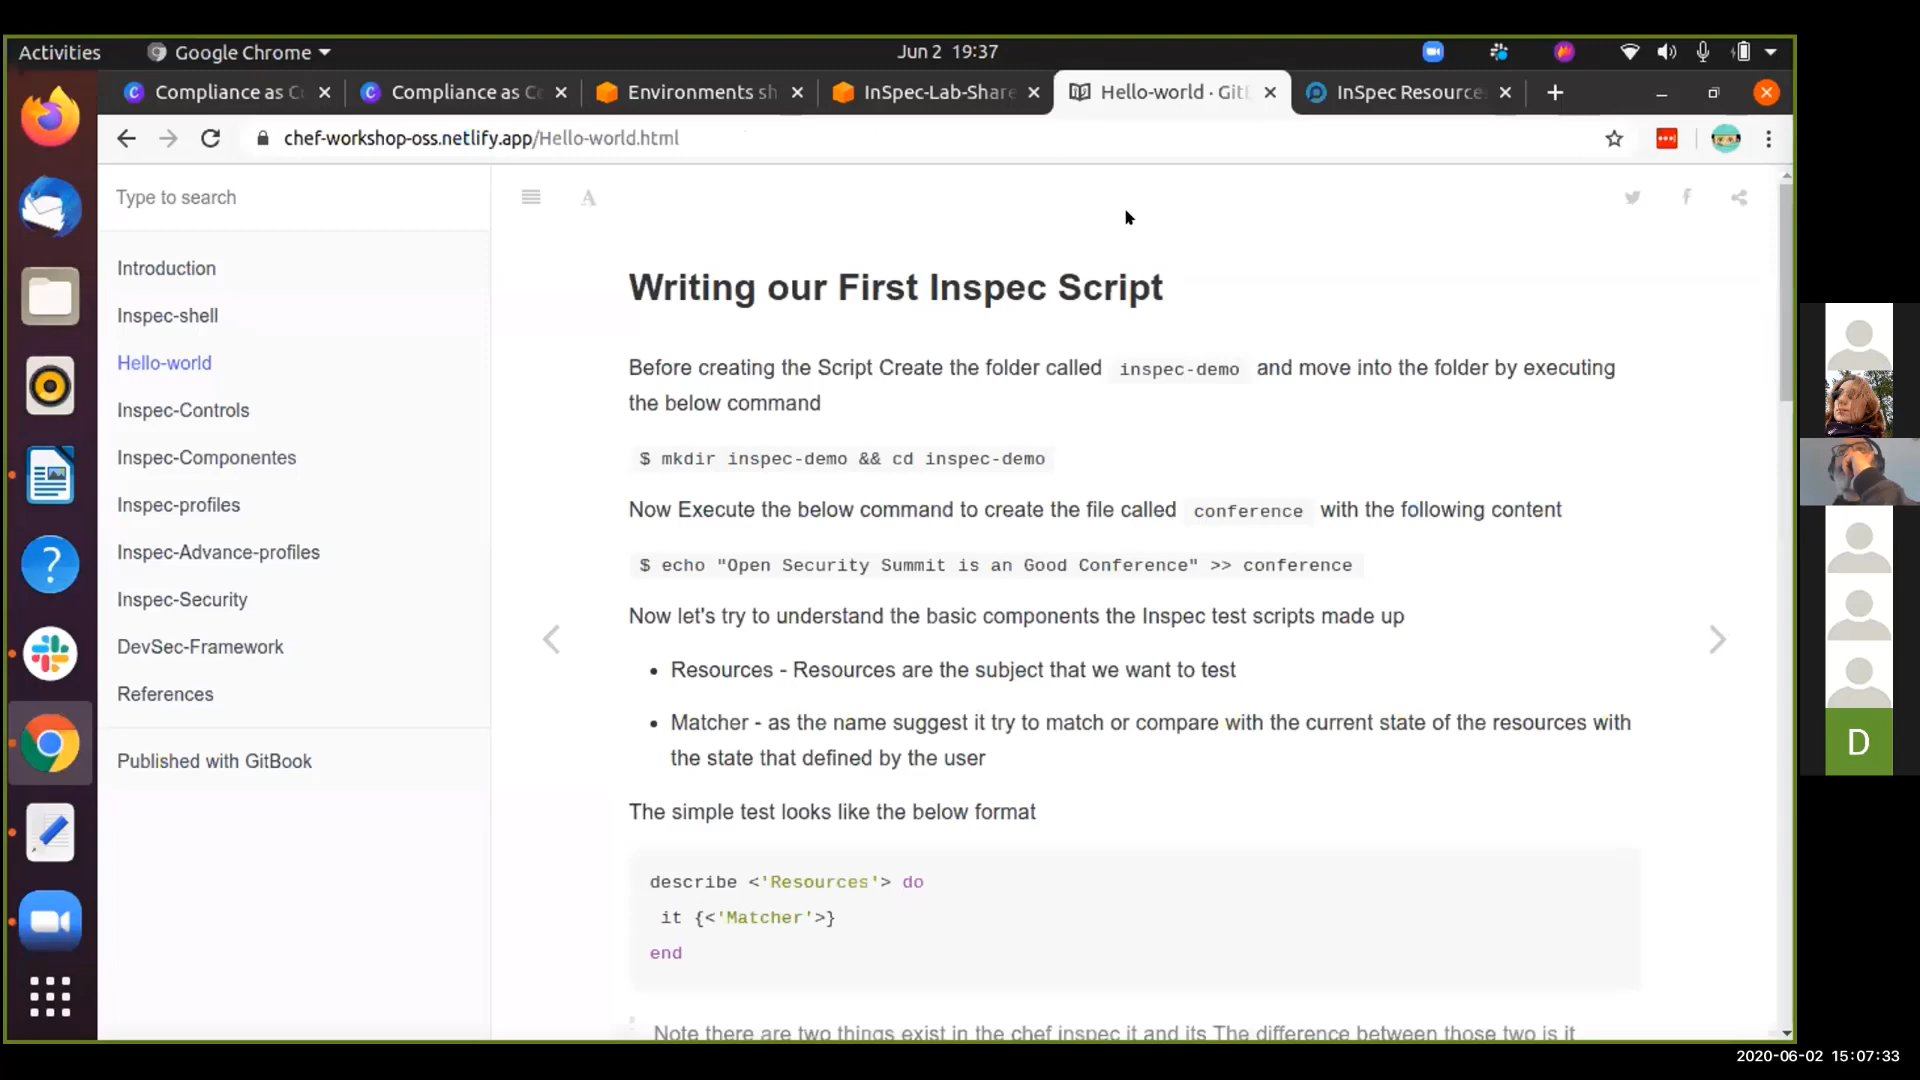 Activities
Google Chrome
Jun 2 19:37
Compliance as C
Compliance as C
Environments sh
InSpec-Lab-Share
Hello-world · Git
InSpec Resource
chef-workshop-oss.netlify.app/Hello-world.html
Type to search
A
Introduction
Inspec-shell
Hello-world
Inspec-Controls
Inspec-Componentes
Inspec-profiles
Inspec-Advance-profiles
Inspec-Security
DevSec-Framework
References
Published with GitBook
Writing our First Inspec Script
Before creating the Script Create the folder called inspec-demo and move into the folder by executing
the below command
$ mkdir inspec-demo && cd inspec-demo
Now Execute the below command to create the file called conference with the following content
$ echo "Open Security Summit is an Good Conference" >> conference
Now let's try to understand the basic components the Inspec test scripts made up
• Resources - Resources are the subject that we want to test
• Matcher - as the name suggest it try to match or compare with the current state of the resources with
the state that defined by the user
The simple test looks like the below format
describe <'Resources'> do
it {<'Matcher'>}
end
Note there are two things exist in the chef inspec it and its The difference between those two is it
D
2020-06-02 15:07:33